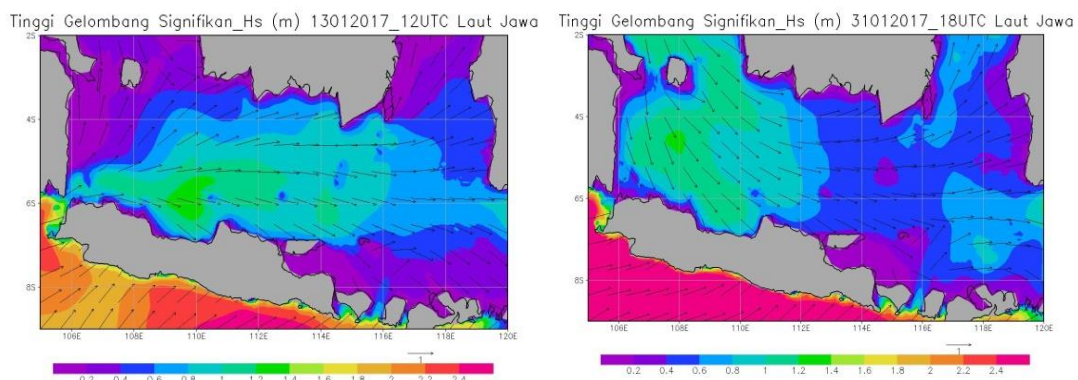 Tinggi Gelombang Signifikan_Hs (m) 13012017_12UTC Laut Jawa
2S
4S
6S
8S
106E 108E 110E 112E 114E 116E 118E 120E
1
0.2 0.4 0.6 0.8 1 1.2 1.4 1.6 1.8 2 2.2 2.4
Tinggi Gelombang Signifikan_Hs (m) 31012017_18UTC Laut Jawa
2S
4S
6S
8S
106E 108E 110E 112E 114E 116E 118E 120E
1
0.2 0.4 0.6 0.8 1 1.2 1.4 1.6 1.8 2 2.2 2.4